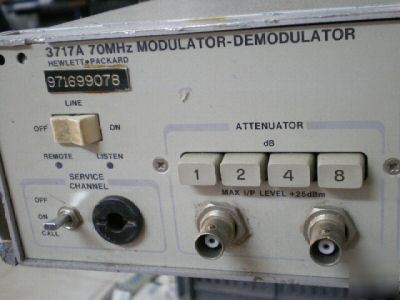 3717A 70MHz MODULATOR-DEMODULATOR
HEWLETT•PACKARD
971699078
LINE
OFF
ON
REMOTE
LISTEN
SERVICE
CHANNEL
OFF
ON
CALL
ATTENUATOR
dB
1 2 4 8
MAX I/P LEVEL +25dBm